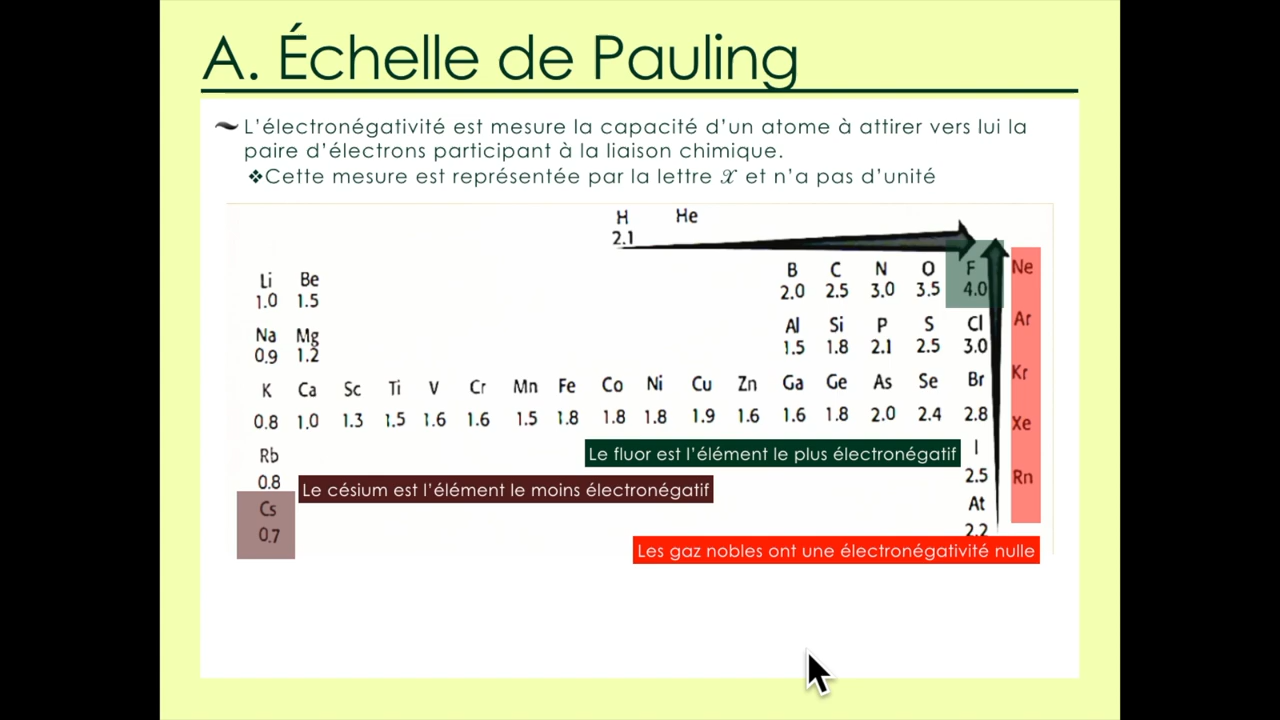 A. Échelle de Pauling
L'électronégativité est mesure la capacité d'un atome à attirer vers lui la
paire d'électrons participant à la liaison chimique.
❖Cette mesure est représentée par la lettre 𝒳 et n'a pas d'unité
H He
2.1
Li Be B C N O F Ne
1.0 1.5 2.0 2.5 3.0 3.5 4.0
Na Mg Al Si P S Cl Ar
0.9 1.2 1.5 1.8 2.1 2.5 3.0
K Ca Sc Ti V Cr Mn Fe Co Ni Cu Zn Ga Ge As Se Br Kr
0.8 1.0 1.3 1.5 1.6 1.6 1.5 1.8 1.8 1.8 1.9 1.6 1.6 1.8 2.0 2.4 2.8
Rb I Xe
0.8 2.5
Le fluor est l'élément le plus électronégatif
Le césium est l'élément le moins électronégatif
Cs At Rn
0.7 2.2
Les gaz nobles ont une électronégativité nulle